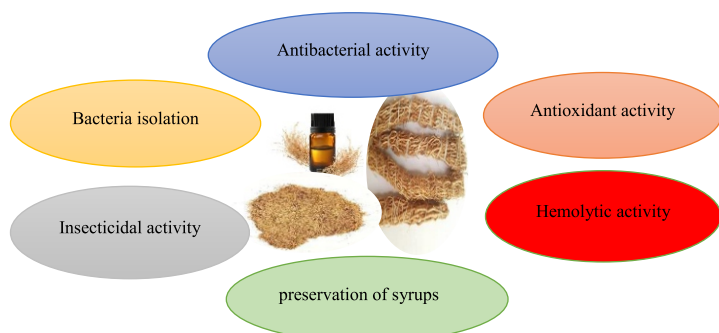 Antibacterial activity
Bacteria isolation
Antioxidant activity
Insecticidal activity
Hemolytic activity
preservation of syrups